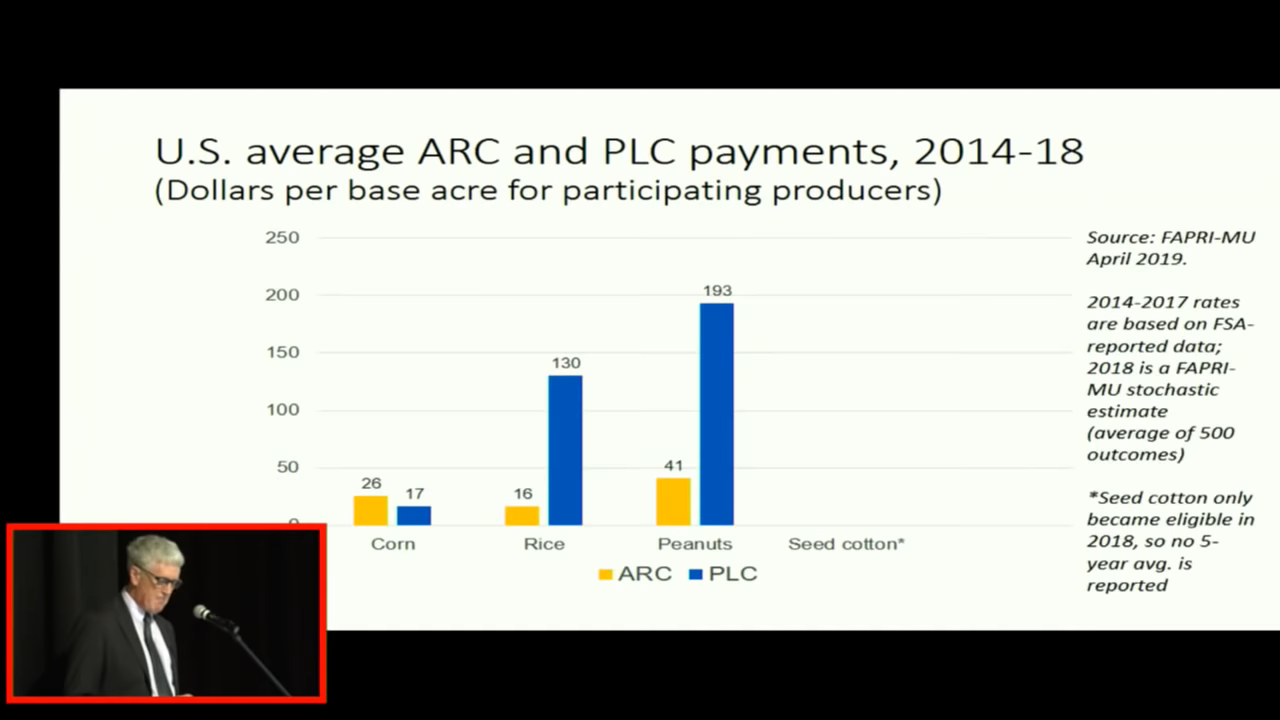 U.S. average ARC and PLC payments, 2014-18
(Dollars per base acre for participating producers)
250
200
150
100
50
0
26
17
16
130
41
193
Corn
Rice
Peanuts
Seed cotton*
ARC
PLC
Source: FAPRI-MU
April 2019.
2014-2017 rates
are based on FSA-
reported data;
2018 is a FAPRI-
MU stochastic
estimate
(average of 500
outcomes)
*Seed cotton only
became eligible in
2018, so no 5-
year avg. is
reported